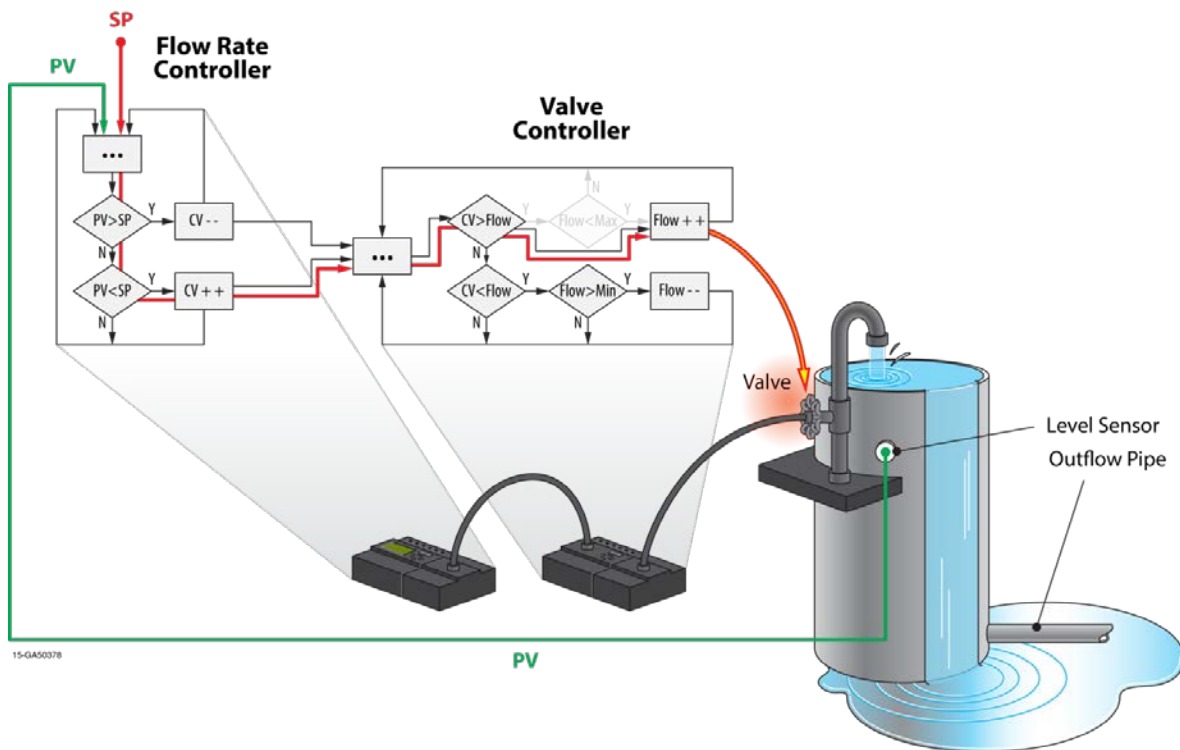 SP
Flow Rate
Controller
PV
Valve
Controller
...
PV>SP
Y
CV - -
N
PV<SP
Y
CV + +
N
...
CV>Flow
Y
Flow<Max
N
Y
Flow + +
N
CV<Flow
Y
Flow>Min
Y
Flow - -
N
N
Valve
Level Sensor
Outflow Pipe
15-GA50378
PV